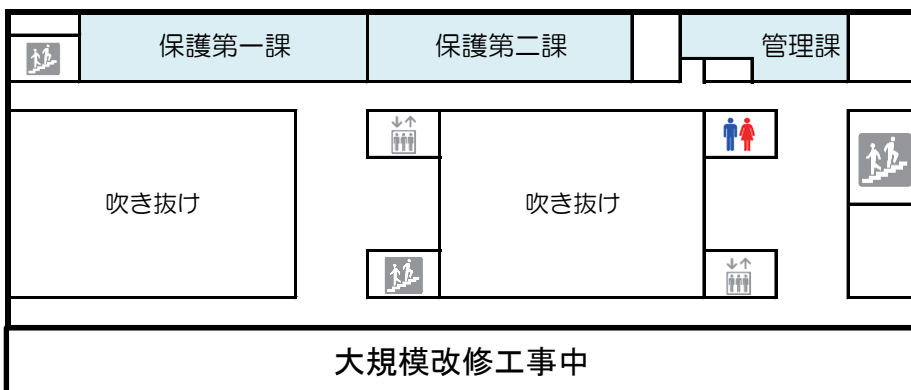 保護第一課
保護第二課
管理課
吹き抜け
吹き抜け
大規模改修工事中